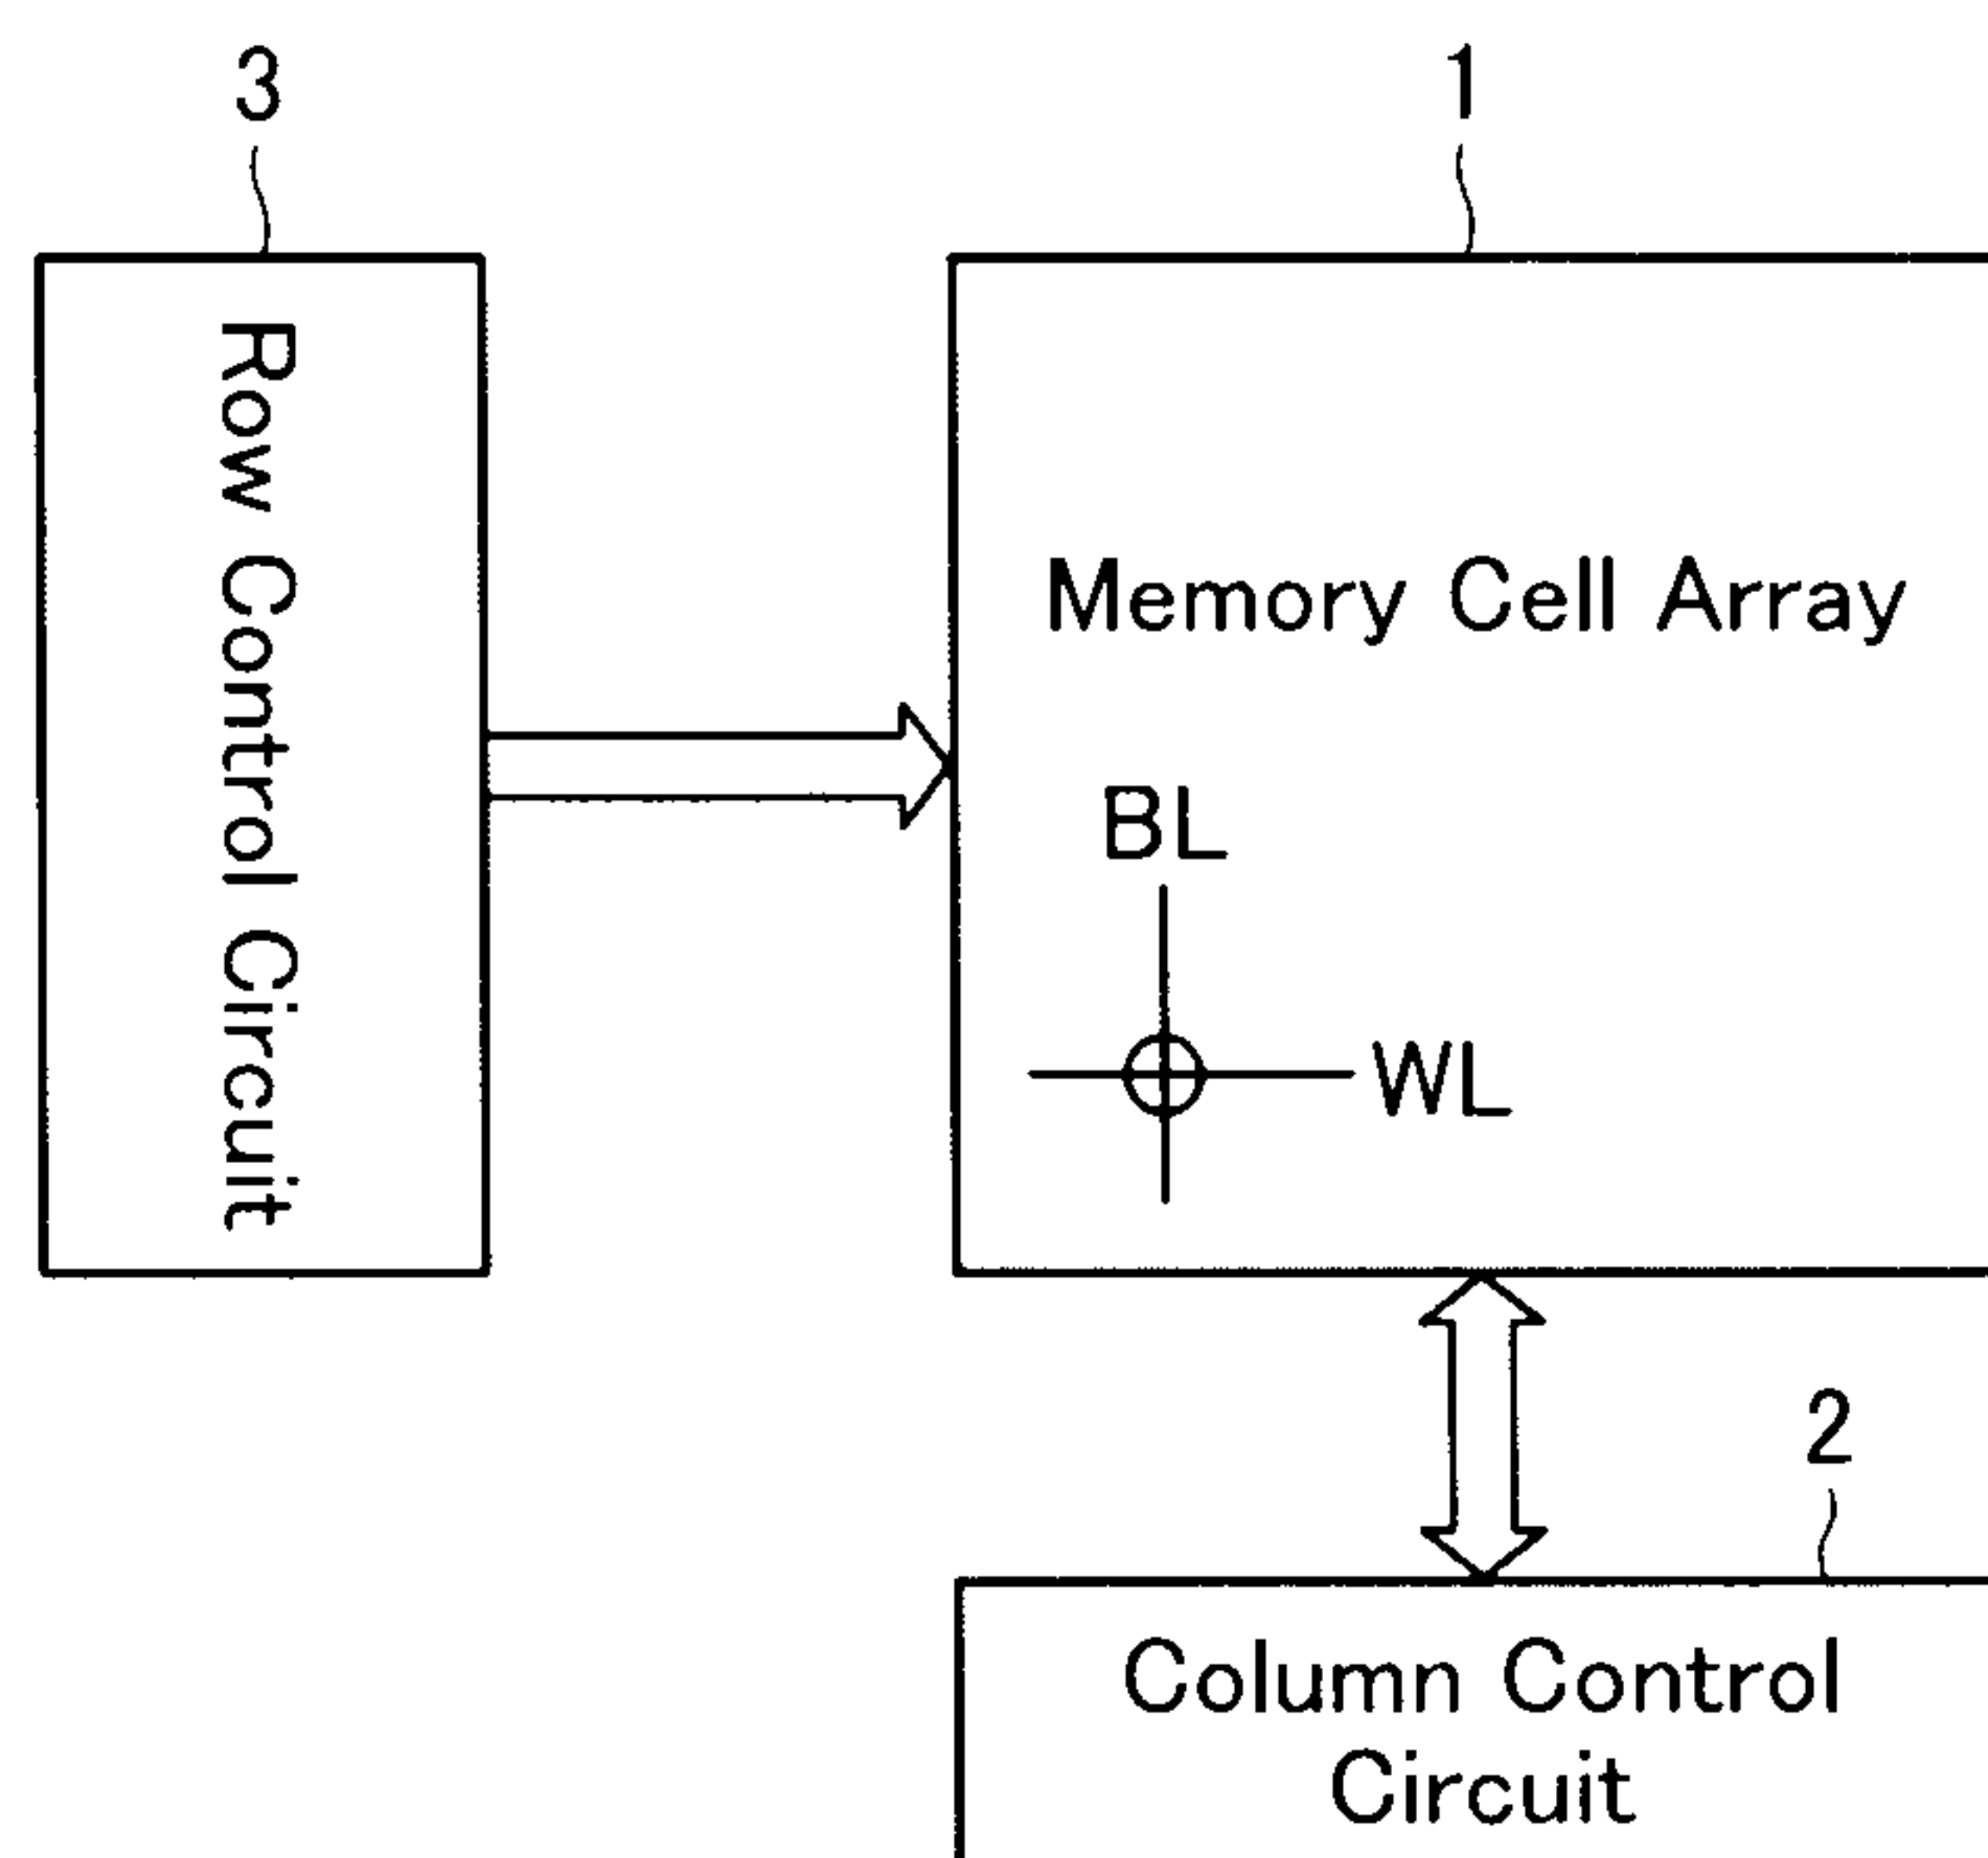 3
1
Row Control Circuit
Memory Cell Array
BL
WL
2
Column Control
Circuit